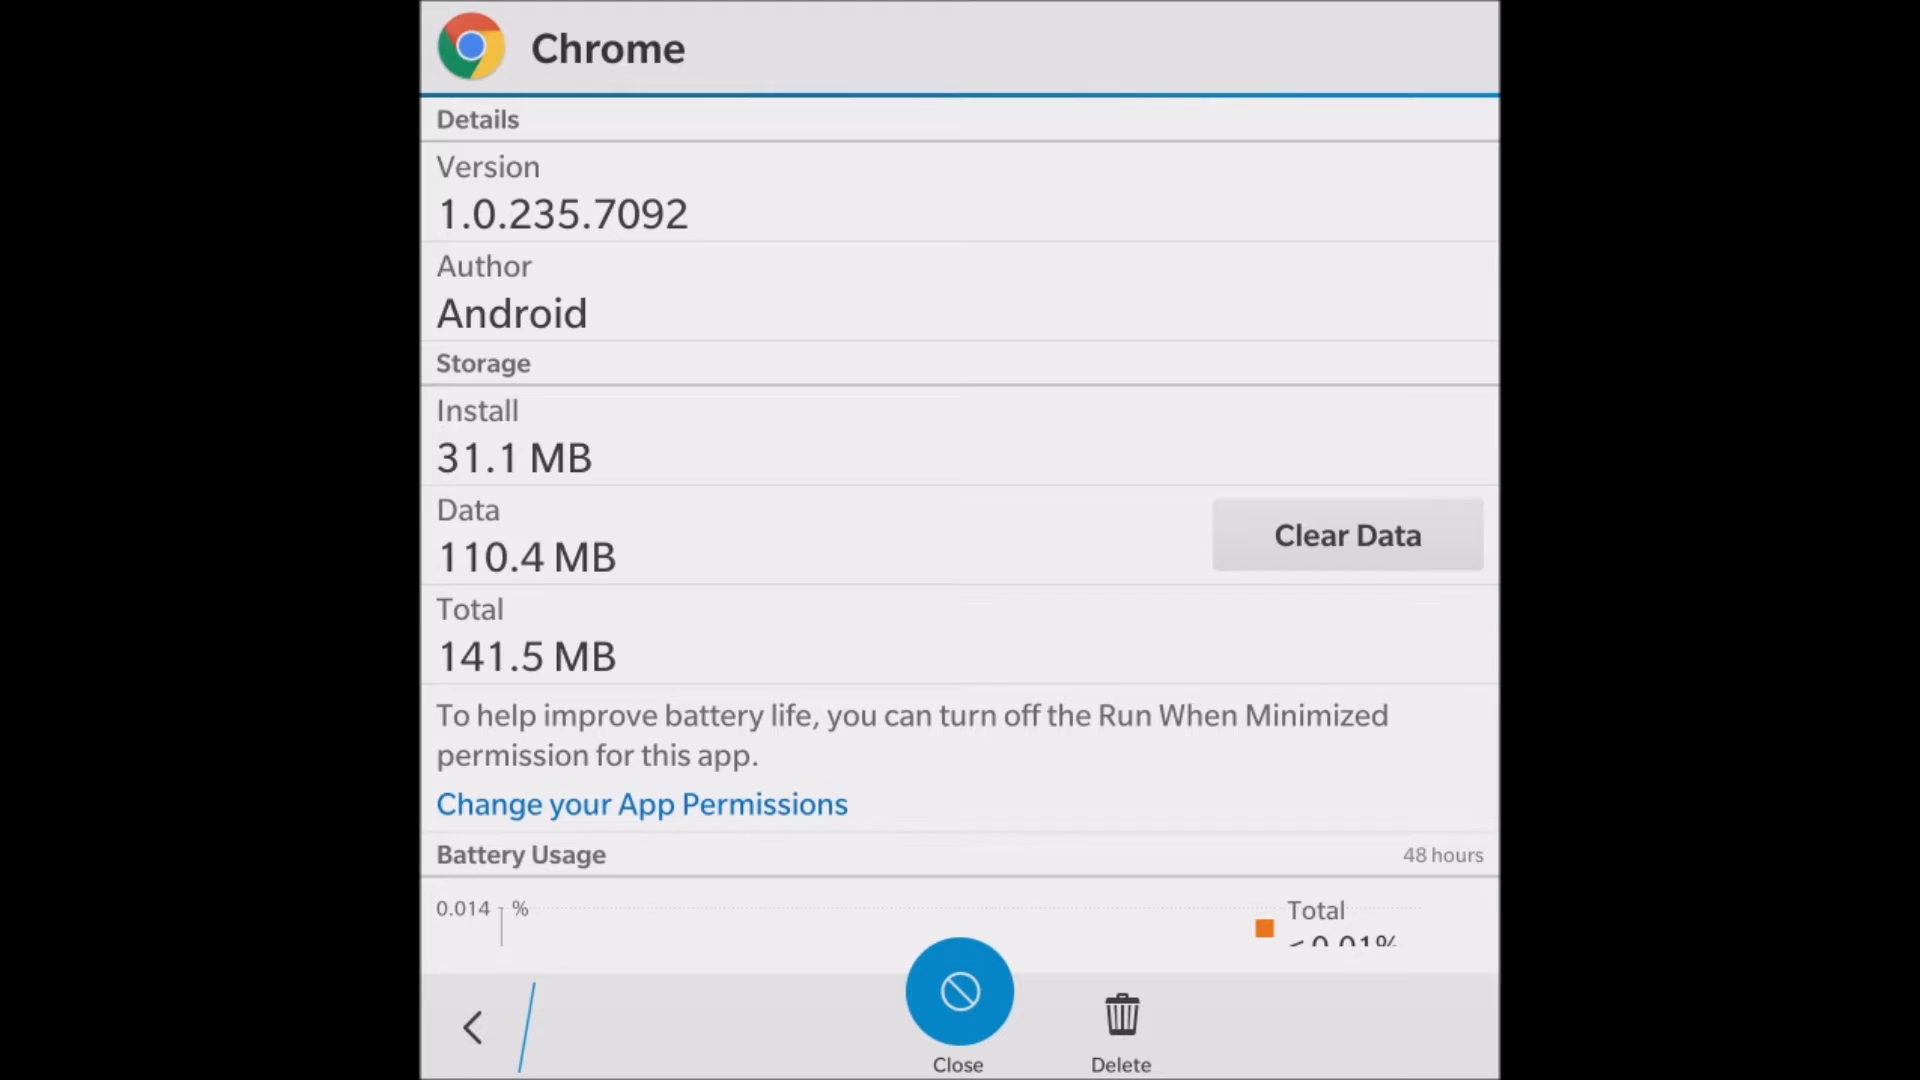 Chrome
Details
Version
1.0.235.7092
Author
Android
Storage
Install
31.1 MB
Data
110.4 MB
Clear Data
Total
141.5 MB
To help improve battery life, you can turn off the Run When Minimized
permission for this app.
Change your App Permissions
Battery Usage
48 hours
0.014 %
Total
< 0.01%
Close
Delete